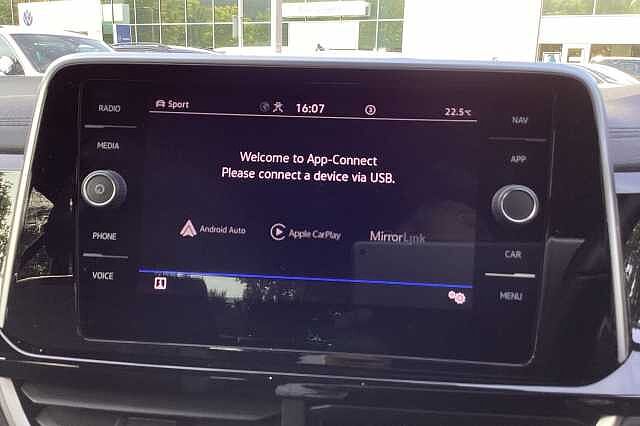 RADIO
MEDIA
PHONE
VOICE
Sport
16:07
22.5°C
Welcome to App-Connect
Please connect a device via USB.
Android Auto
Apple CarPlay
MirrorLink
NAV
APP
CAR
MENU